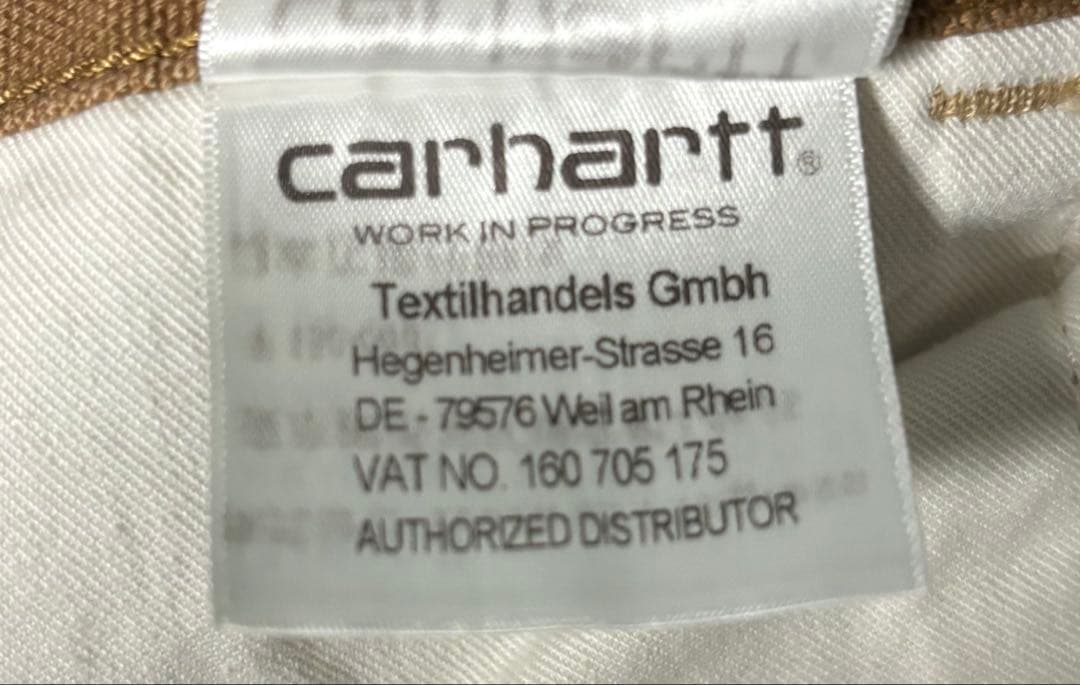 carhartt®
WORK IN PROGRESS
Textilhandels Gmbh
Hegenheimer-Strasse 16
DE - 79576 Weil am Rhein
VAT NO. 160 705 175
AUTHORIZED DISTRIBUTOR